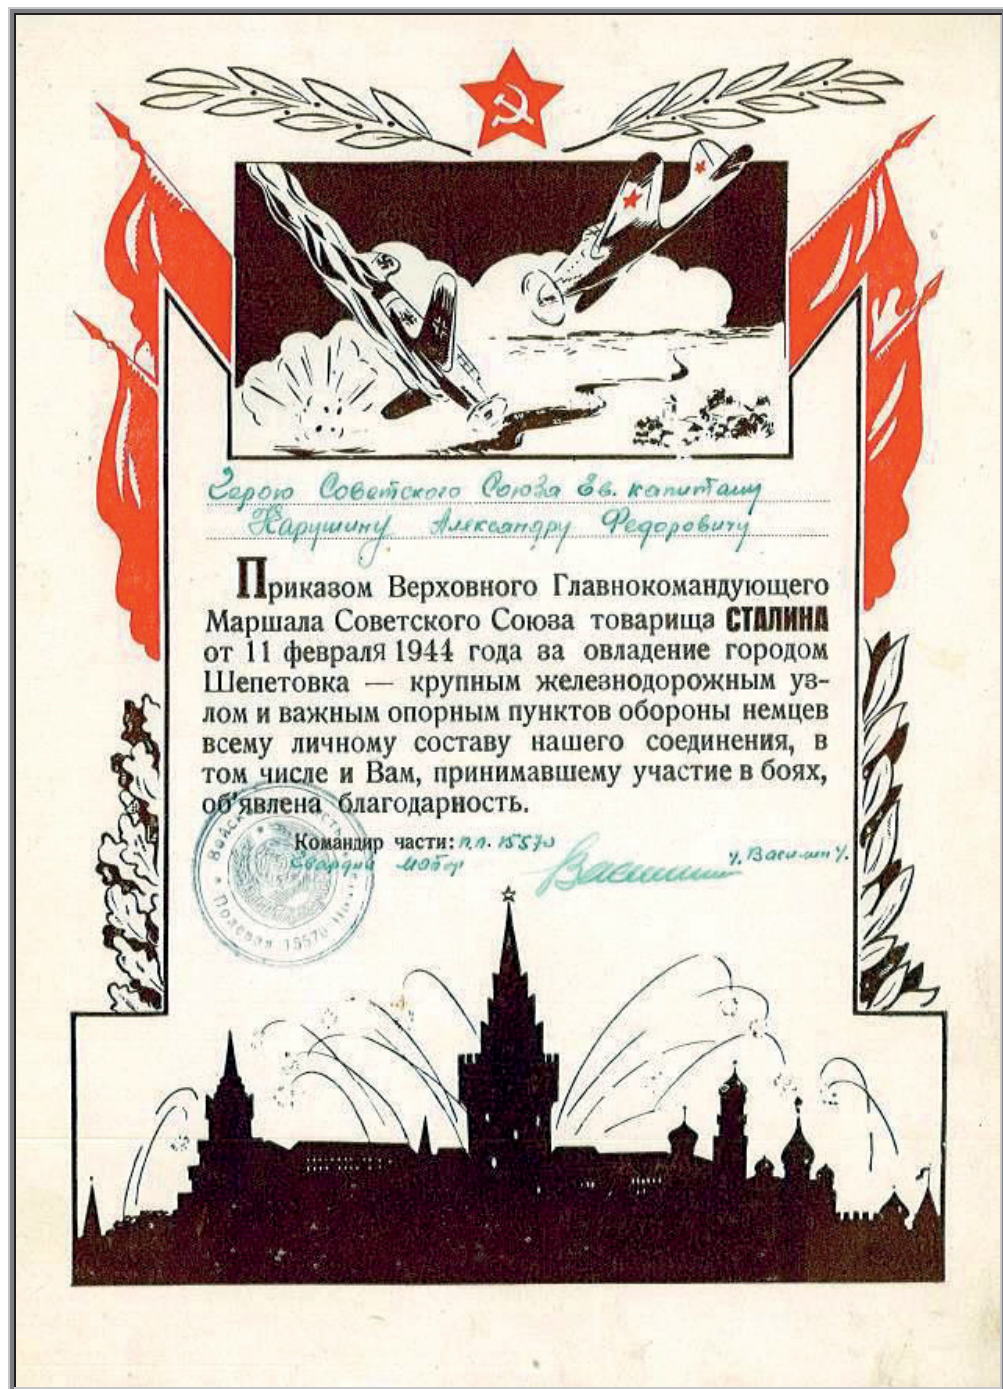 Герою Советского Союза Гв. капитану
Карушину Александру Федоровичу
Приказом Верховного Главнокомандующего
Маршала Советского Союза товарища СТАЛИНА
от 11 февраля 1944 года за овладение городом
Шепетовка — крупным железнодорожным уз-
лом и важным опорным пунктов обороны немцев
всему личному составу нашего соединения, в
том числе и Вам, принимавшему участие в боях,
об'явлена благодарность.
Командир части: п.п. 15570
Гвардии майор
Полевая 15570